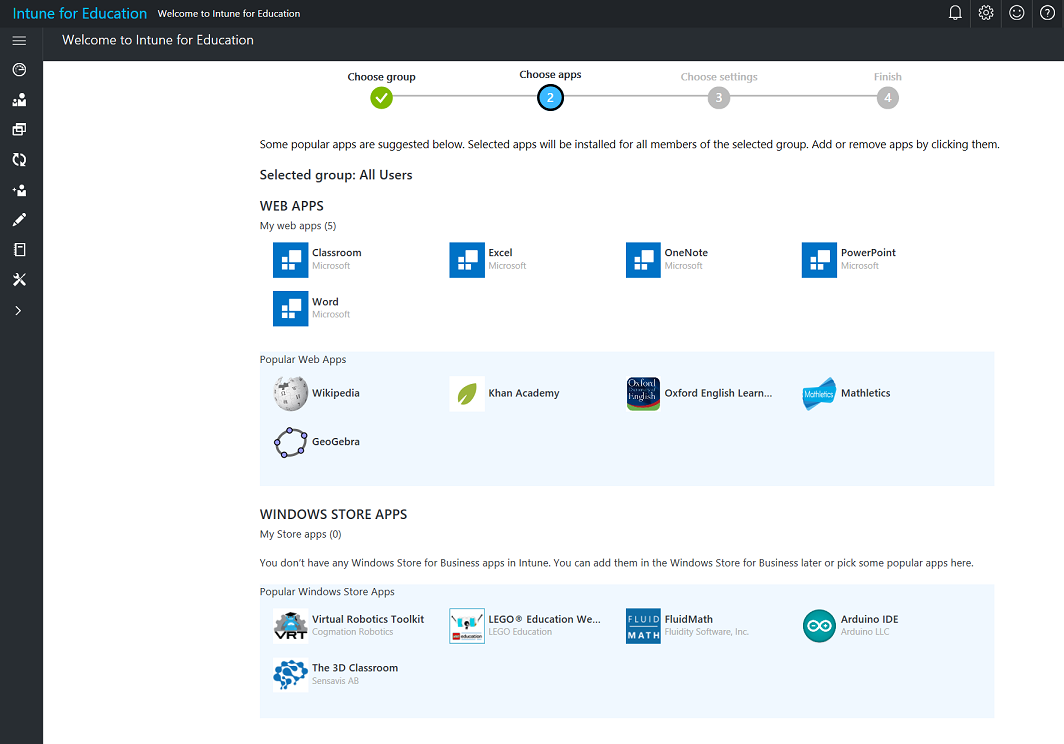 Intune for Education Welcome to Intune for Education
Welcome to Intune for Education
Choose group Choose apps Choose settings Finish
2 3 4
Some popular apps are suggested below. Selected apps will be installed for all members of the selected group. Add or remove apps by clicking them.
Selected group: All Users
WEB APPS
My web apps (5)
Classroom Excel OneNote PowerPoint
Microsoft Microsoft Microsoft Microsoft
Word
Microsoft
Popular Web Apps
Wikipedia Khan Academy Oxford English Learn... Mathletics
Oxford
English
Mathletics
GeoGebra
WINDOWS STORE APPS
My Store apps (0)
You don't have any Windows Store for Business apps in Intune. You can add them in the Windows Store for Business later or pick some popular apps here.
Popular Windows Store Apps
Virtual Robotics Toolkit LEGO® Education We... FluidMath Arduino IDE
Cogmation Robotics LEGO Education Fluidity Software, Inc. Arduino LLC
VRT education FLUID
MATH
The 3D Classroom
Sensavis AB